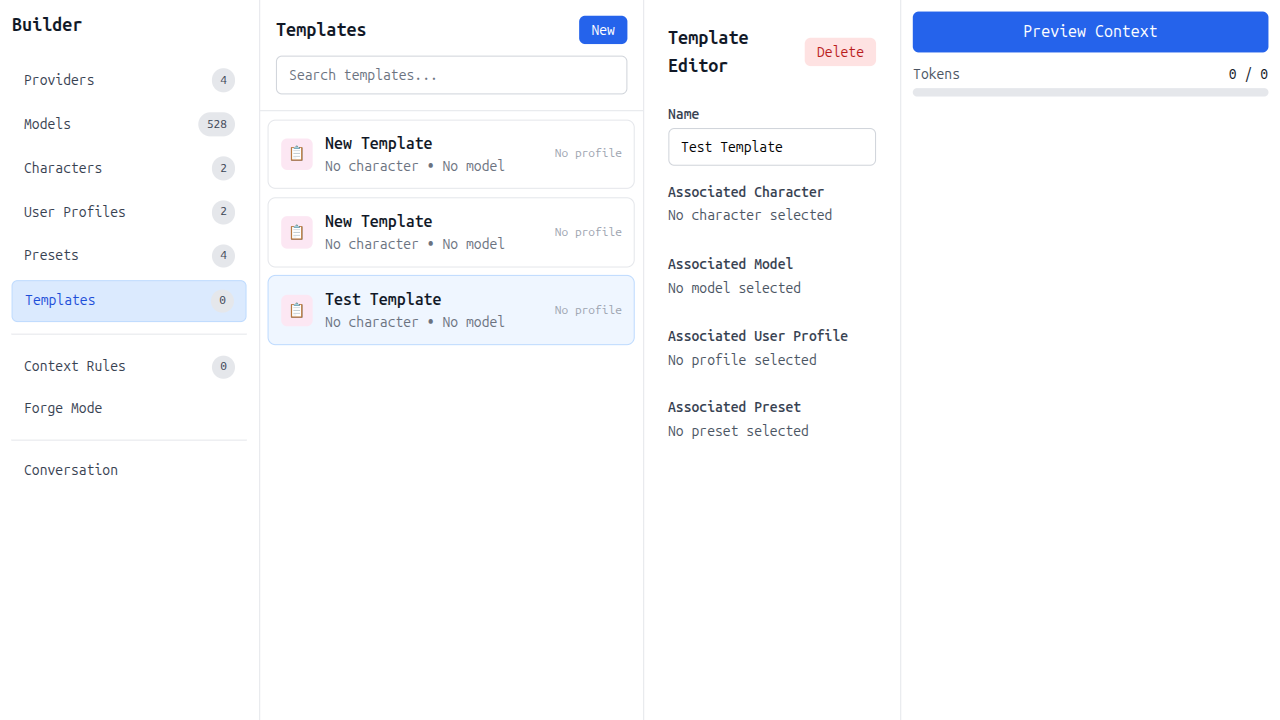 Builder
Providers 4
Models 528
Characters 2
User Profiles 2
Presets 4
Templates 0
Context Rules 0
Forge Mode
Conversation
Templates New
Search templates...
New Template
No character • No model
No profile
New Template
No character • No model
No profile
Test Template
No character • No model
No profile
Template
Editor
Delete
Name
Test Template
Associated Character
No character selected
Associated Model
No model selected
Associated User Profile
No profile selected
Associated Preset
No preset selected
Preview Context
Tokens 0 / 0